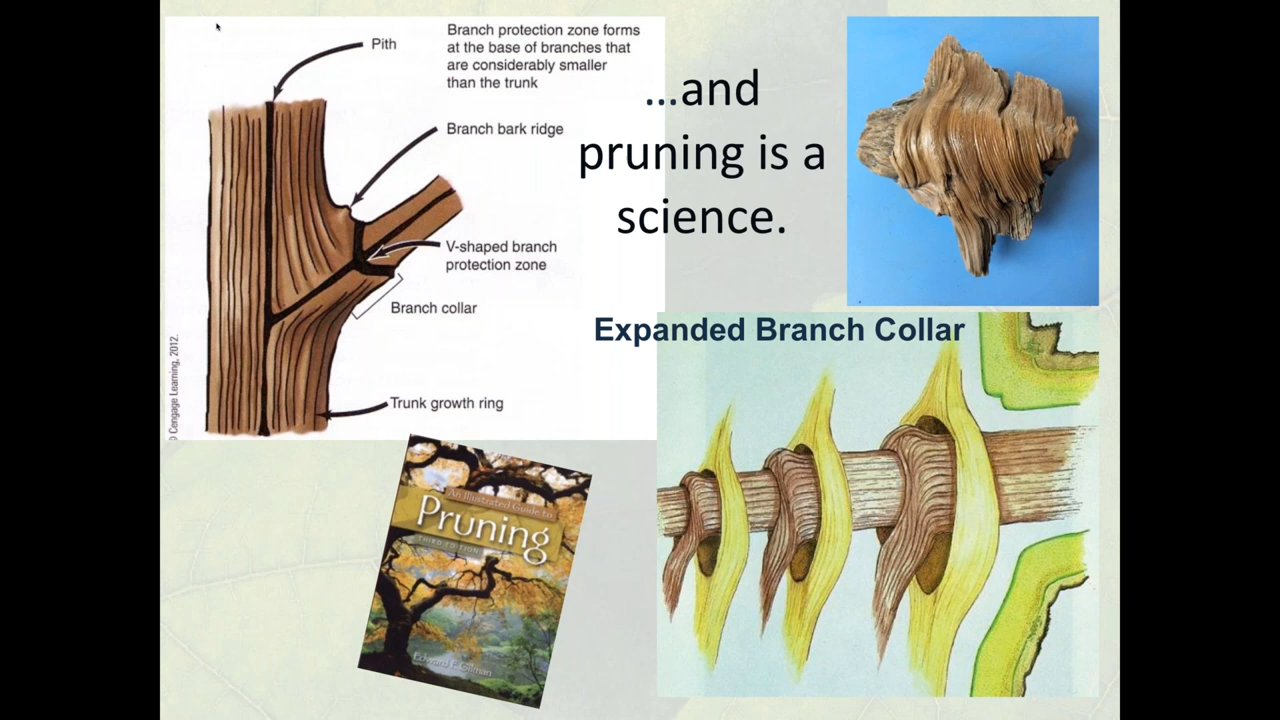 Pith
Branch protection zone forms
at the base of branches that
are considerably smaller
than the trunk
Branch bark ridge
V-shaped branch
protection zone
Branch collar
Trunk growth ring
© Cengage Learning, 2012.
...and
pruning is a
science.
Expanded Branch Collar
An Illustrated Guide to
Pruning
THIRD EDITION
Edward F. Gilman